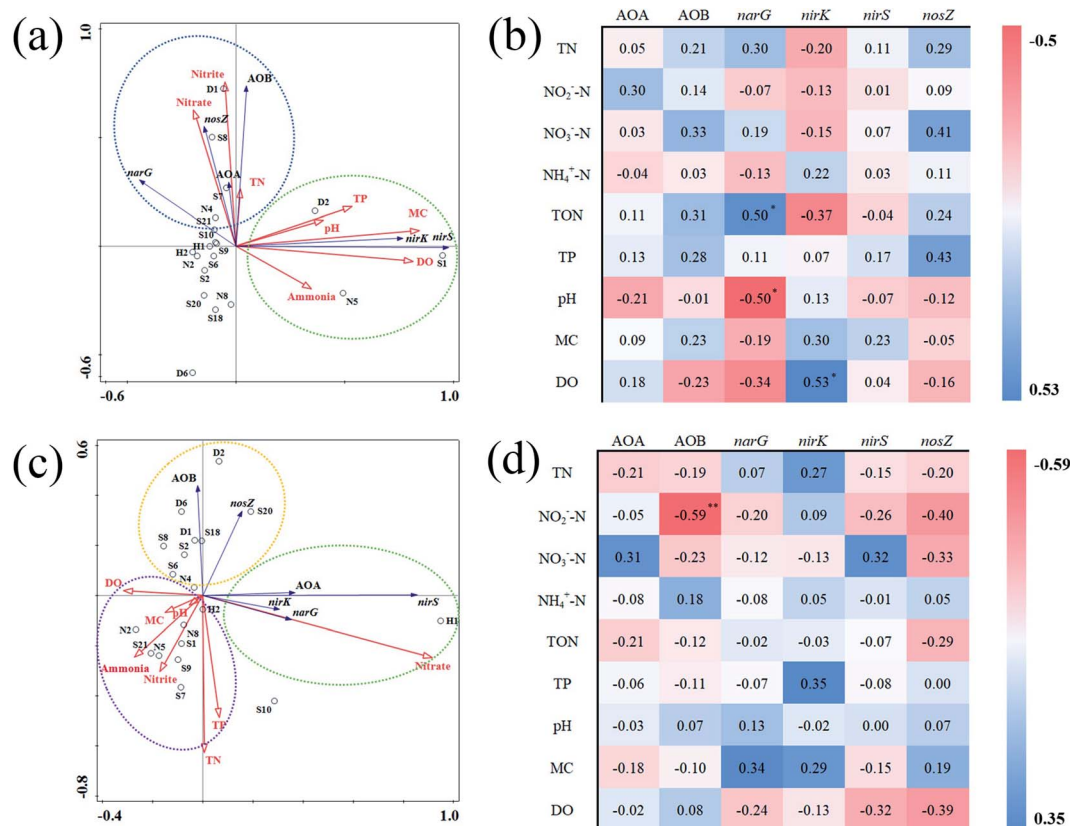 (a)
1.0
-0.6
-0.6
1.0
Nitrite
AOB
D1
Nitrate
nosZ
S8
narG
AOA
TN
S7
N4
D2
TP
S21
MC
S10
pH
nirK
nirS
H1
S9
H2
S6
DO
S1
N2
S2
Ammonia
N5
S20
N8
S18
D6
(b)
AOA AOB narG nirK nirS nosZ
TN 0.05 0.21 0.30 -0.20 0.11 0.29
NO₂⁻-N 0.30 0.14 -0.07 -0.13 0.01 0.09
NO₃⁻-N 0.03 0.33 0.19 -0.15 0.07 0.41
NH₄⁺-N -0.04 0.03 -0.13 0.22 0.03 0.11
TON 0.11 0.31 0.50* -0.37 -0.04 0.24
TP 0.13 0.28 0.11 0.07 0.17 0.43
pH -0.21 -0.01 -0.50* 0.13 -0.07 -0.12
MC 0.09 0.23 -0.19 0.30 0.23 -0.05
DO 0.18 -0.23 -0.34 0.53* 0.04 -0.16
-0.5
0.53
(c)
0.6
-0.8
-0.4
1.0
D2
AOB
D6
nosZ
S20
D1
S18
S8
S2
S6
N4
DO
AOA
nirS
nirK
MC
pH
H2
narG
H1
N2
N8
S21
N5
S1
Ammonia
S9
Nitrate
Nitrite
S7
S10
TP
TN
(d)
AOA AOB narG nirK nirS nosZ
TN -0.21 -0.19 0.07 0.27 -0.15 -0.20
NO₂⁻-N -0.05 -0.59** -0.20 0.09 -0.26 -0.40
NO₃⁻-N 0.31 -0.23 -0.12 -0.13 0.32 -0.33
NH₄⁺-N -0.08 0.18 -0.08 0.05 -0.01 0.05
TON -0.21 -0.12 -0.02 -0.03 -0.07 -0.29
TP -0.06 -0.11 -0.07 0.35 -0.08 0.00
pH -0.03 0.07 0.13 -0.02 0.00 0.07
MC -0.18 -0.10 0.34 0.29 -0.15 0.19
DO -0.02 0.08 -0.24 -0.13 -0.32 -0.39
-0.59
0.35